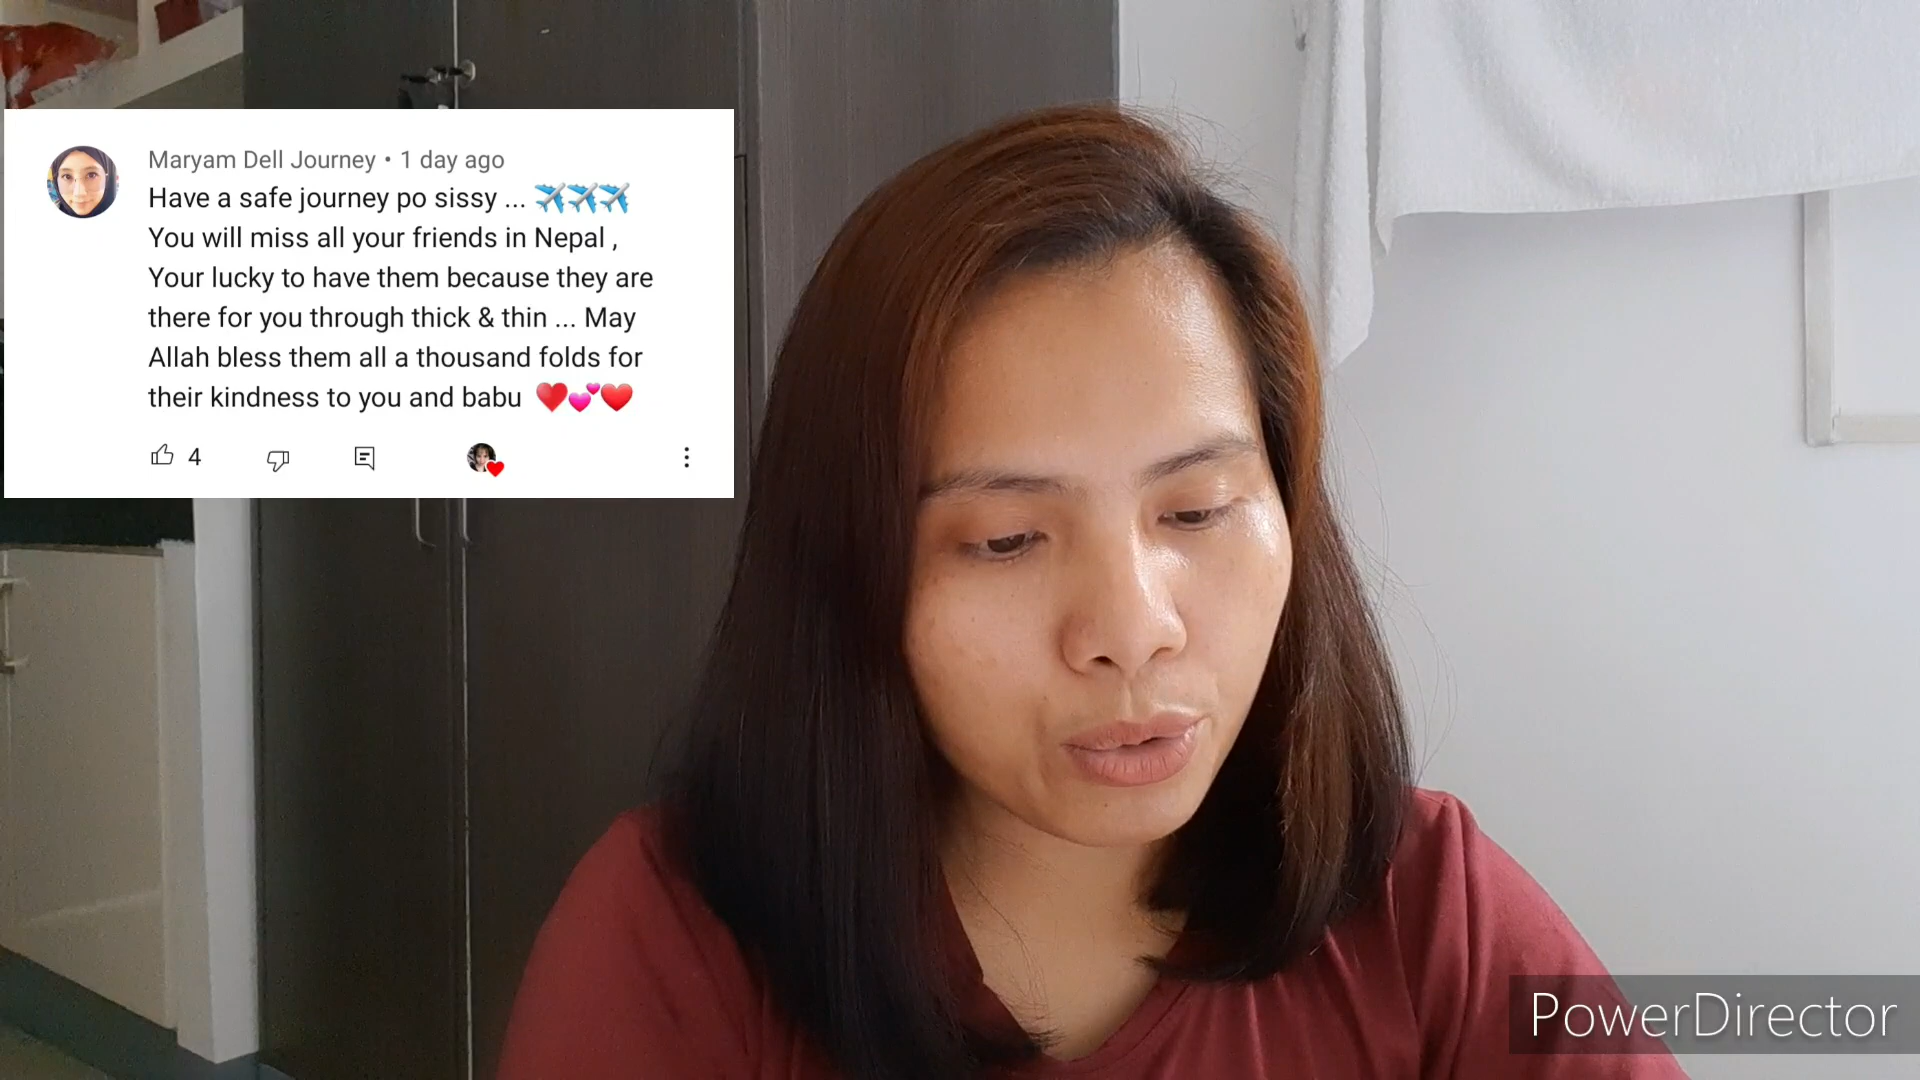 Maryam Dell Journey • 1 day ago
Have a safe journey po sissy ... ✈✈✈
You will miss all your friends in Nepal ,
Your lucky to have them because they are
there for you through thick & thin ... May
Allah bless them all a thousand folds for
their kindness to you and babu ❤💕❤
4
PowerDirector